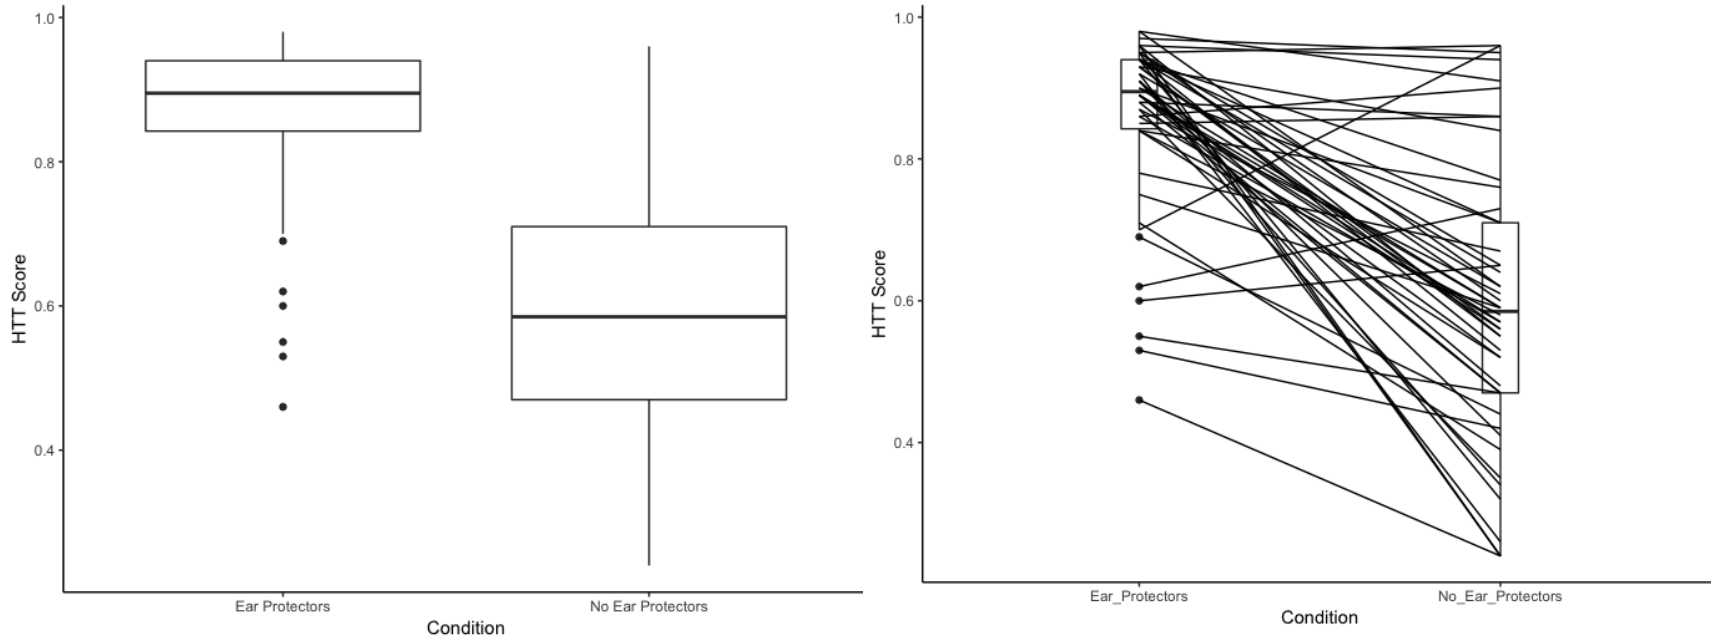 1.0
0.8
0.6
0.4
HTT Score
Ear Protectors
No Ear Protectors
Condition
1.0
0.8
0.6
0.4
HTT Score
Ear_Protectors
No_Ear_Protectors
Condition